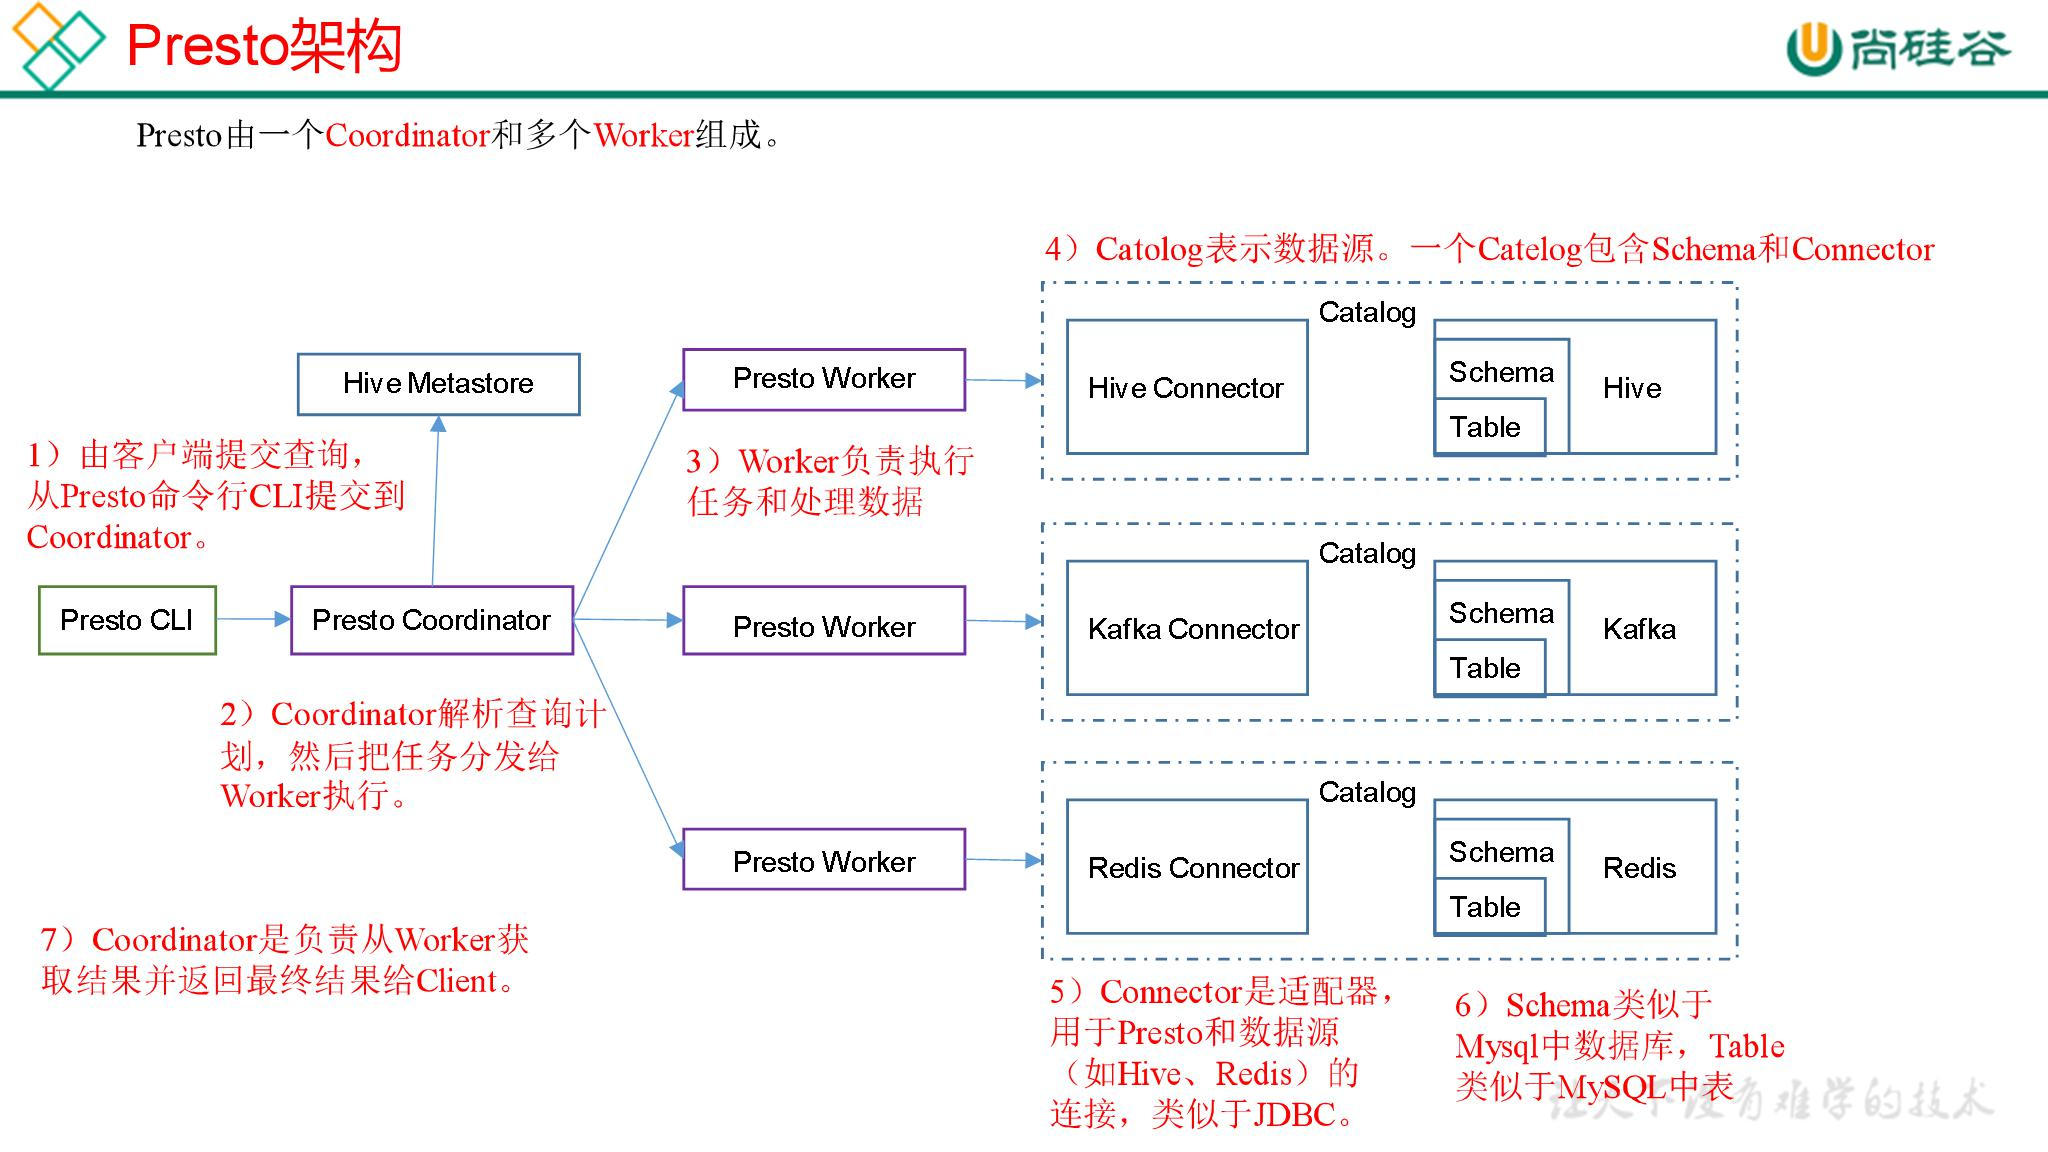 Presto架构
尚硅谷
Presto由一个Coordinator和多个Worker组成。
4）Catolog表示数据源。一个Catelog包含Schema和Connector
Catalog
Hive Connector
Schema
Table
Hive
Hive Metastore
Presto Worker
1）由客户端提交查询，
从Presto命令行CLI提交到
Coordinator。
3）Worker负责执行
任务和处理数据
Catalog
Kafka Connector
Schema
Table
Kafka
Presto CLI
Presto Coordinator
Presto Worker
2）Coordinator解析查询计
划，然后把任务分发给
Worker执行。
Catalog
Redis Connector
Schema
Table
Redis
Presto Worker
7）Coordinator是负责从Worker获
取结果并返回最终结果给Client。
5）Connector是适配器，
用于Presto和数据源
（如Hive、Redis）的
连接，类似于JDBC。
6）Schema类似于
Mysql中数据库，Table
类似于MySQL中表
让天下没有难学的技术